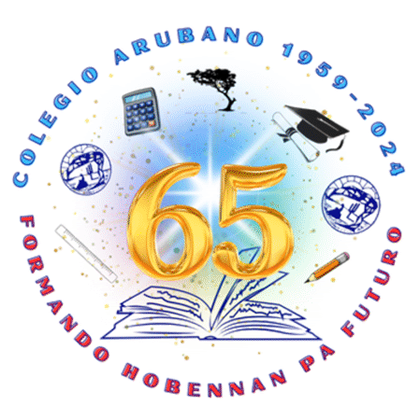 COLEGIO ARUBANO 1959-2024
65
FORMANDO HOBENNAN PA FUTURO